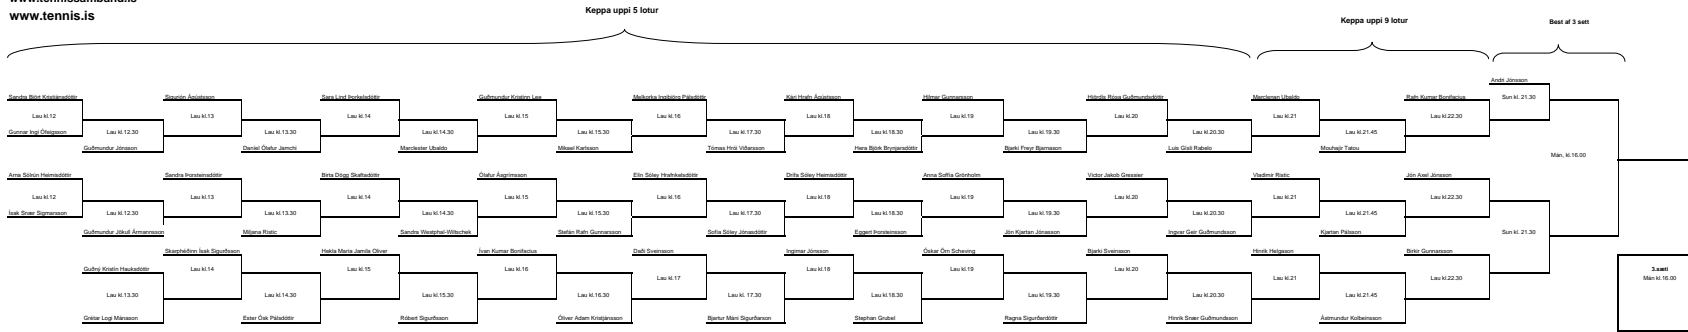 www.tennissamband.is
www.tennis.is
Keppa uppi 5 lotur
Keppa uppi 9 lotur
Best af 3 sett
Andri Jónsson
Sandra Björt Kristjánsdóttir
Sigurjón Ágústsson
Sara Lind Þorkelsdóttir
Guðmundur Kristinn Lee
Melkorka Ingibjörg Pálsdóttir
Kári Hrafn Ágústsson
Hilmar Gunnarsson
Hjördís Rósa Guðmundsdóttir
Marclenan Ubaldo
Rafn Kumar Bonifacius
Sun kl. 21.30
Lau kl.12
Lau kl.13
Lau kl.14
Lau kl.15
Lau kl.16
Lau kl.18
Lau kl.19
Lau kl.20
Lau kl.21
Lau kl.22.30
Gunnar Ingi Ófeigsson
Lau kl.12.30
Lau kl.13.30
Lau kl.14.30
Lau kl.15.30
Lau kl.17.30
Lau kl.18.30
Lau kl.19.30
Lau kl.20.30
Lau kl.21.45
Guðmundur Jónsson
Daniel Ólafur Jamchi
Marclester Ubaldo
Mikael Karlsson
Tómas Hrói Viðarsson
Hera Björk Brynjarsdóttir
Bjarki Freyr Bjarnason
Luis Gísli Rabelo
Mouhajir Tatou
Mán, kl.16.00
Arna Sólrún Heimisdóttir
Sandra Þorsteinsdóttir
Birta Dögg Skaftadóttir
Ólafur Ásgrímsson
Elín Sóley Hrafnkelsdóttir
Drífa Sóley Heimisdóttir
Anna Soffía Grönholm
Victor Jakob Gressier
Vladimir Ristic
Jón Axel Jónsson
Lau kl.12
Lau kl.13
Lau kl.14
Lau kl.15
Lau kl.16
Lau kl.18
Lau kl.19
Lau kl.20
Lau kl.21
Lau kl.22.30
Ísak Snær Sigmarsson
Lau kl.12.30
Lau kl.13.30
Lau kl.14.30
Lau kl.15.30
Lau kl.17.30
Lau kl.18.30
Lau kl.19.30
Lau kl.20.30
Lau kl.21.45
Guðmundur Jökull Ármannsson
Miljana Ristic
Sandra Westphal-Wiltschek
Stefán Rafn Gunnarsson
Sofía Sóley Jónasdóttir
Eggert Þorsteinsson
Jón Kjartan Jónasson
Ingvar Geir Guðmundsson
Kjartan Pálsson
Sun kl. 21.30
Skarphéðinn Ísak Sigurðsson
Hekla Maria Jamila Oliver
Ívan Kumar Bonifacius
Daði Sveinsson
Ingimar Jónsson
Óskar Örn Scheving
Bjarki Sveinsson
Hinrik Helgason
Birkir Gunnarsson
Guðný Kristín Hauksdóttir
Lau kl.14
Lau kl.15
Lau kl.16
Lau kl.17
Lau kl.18
Lau kl.19
Lau kl.20
Lau kl.21
Lau kl.22.30
3.sæti
Mán kl.16.00
Lau kl.13.30
Lau kl.14.30
Lau kl.15.30
Lau kl.16.30
Lau kl. 17.30
Lau kl.18.30
Lau kl.19.30
Lau kl.20.30
Lau kl.21.45
Grétar Logi Mánason
Ester Ósk Pálsdóttir
Róbert Sigurðsson
Óliver Adam Kristjánsson
Bjartur Máni Sigurðarson
Stephan Grubel
Ragna Sigurðardóttir
Hinrik Snær Guðmundsson
Ástmundur Kolbeinsson